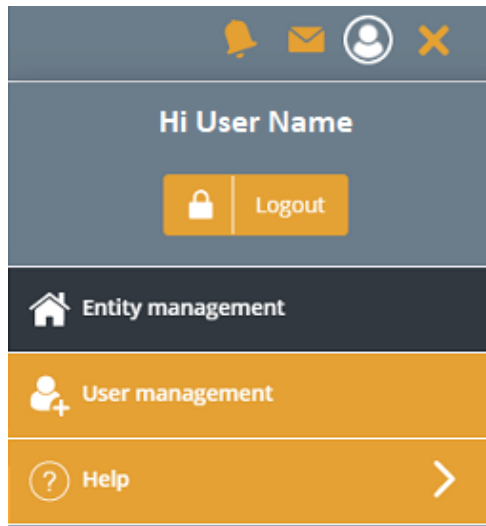 Hi User Name
Logout
Entity management
User management
? Help